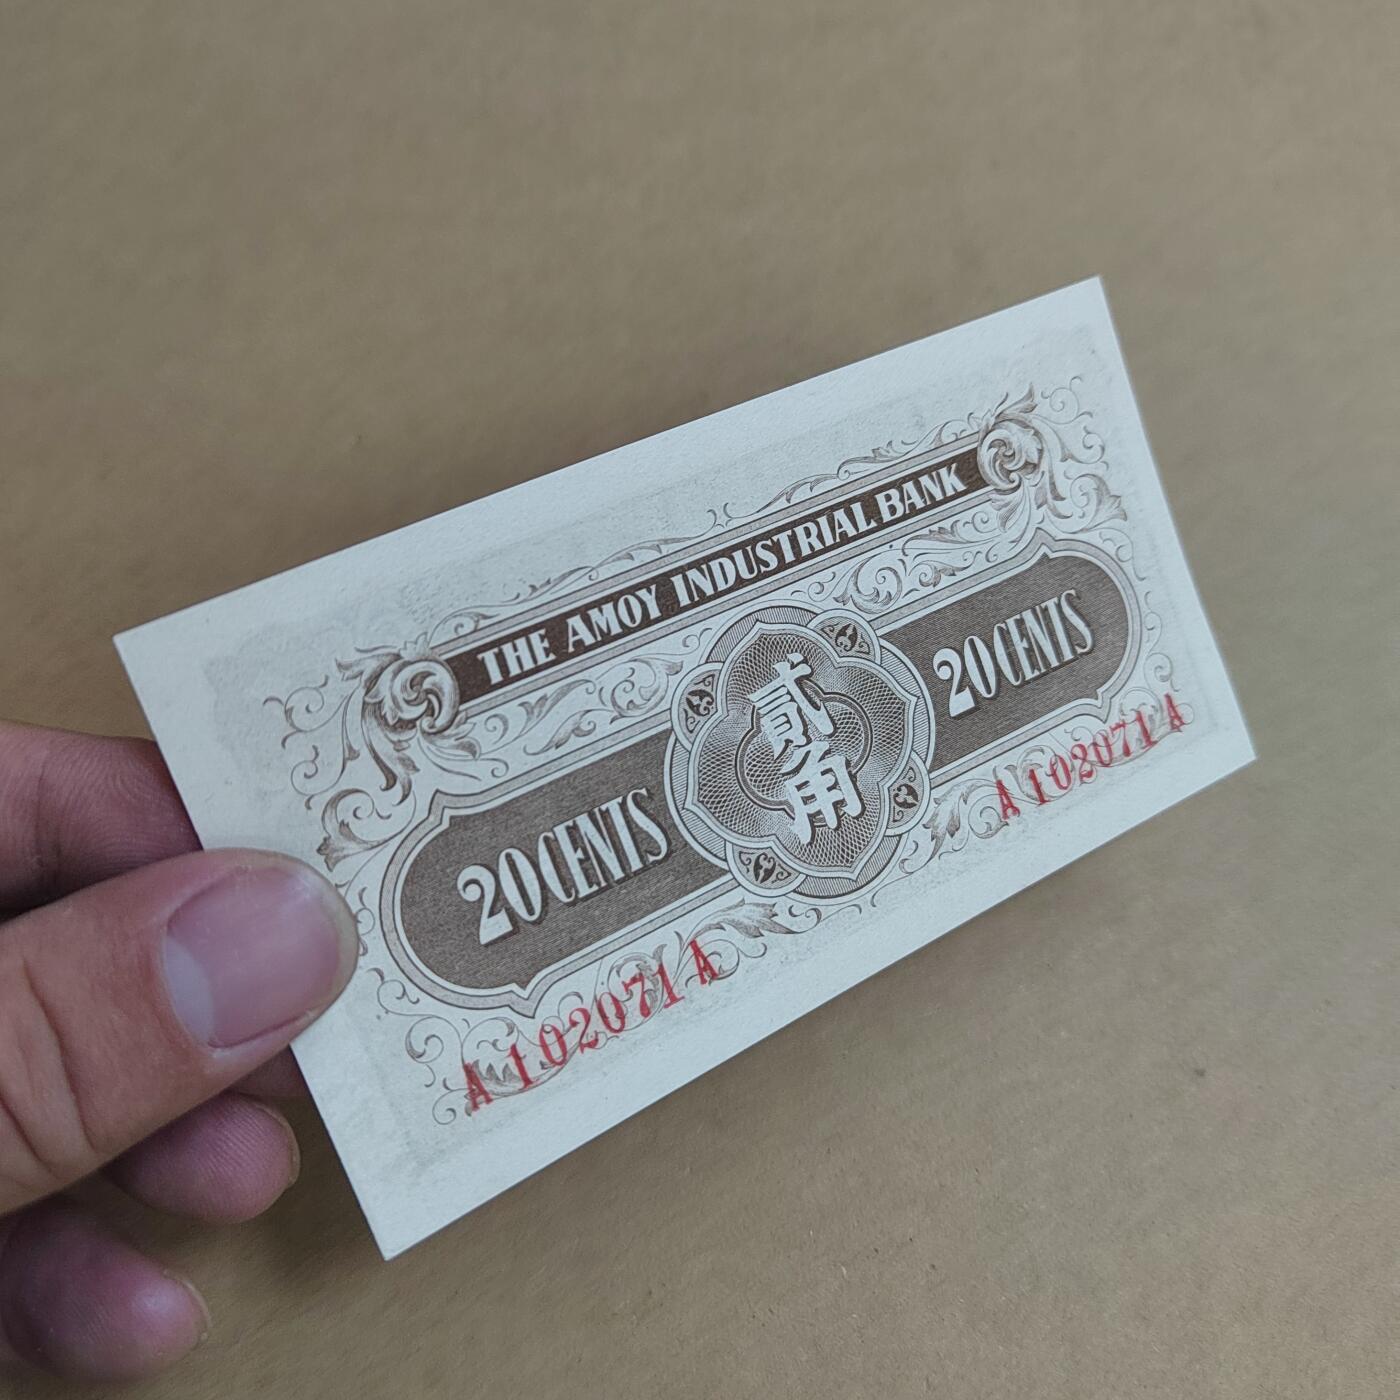 THE AMOY INDUSTRIAL BANK
20 CENTS
貳角
20 CENTS
A 102071 A
A 102071 A